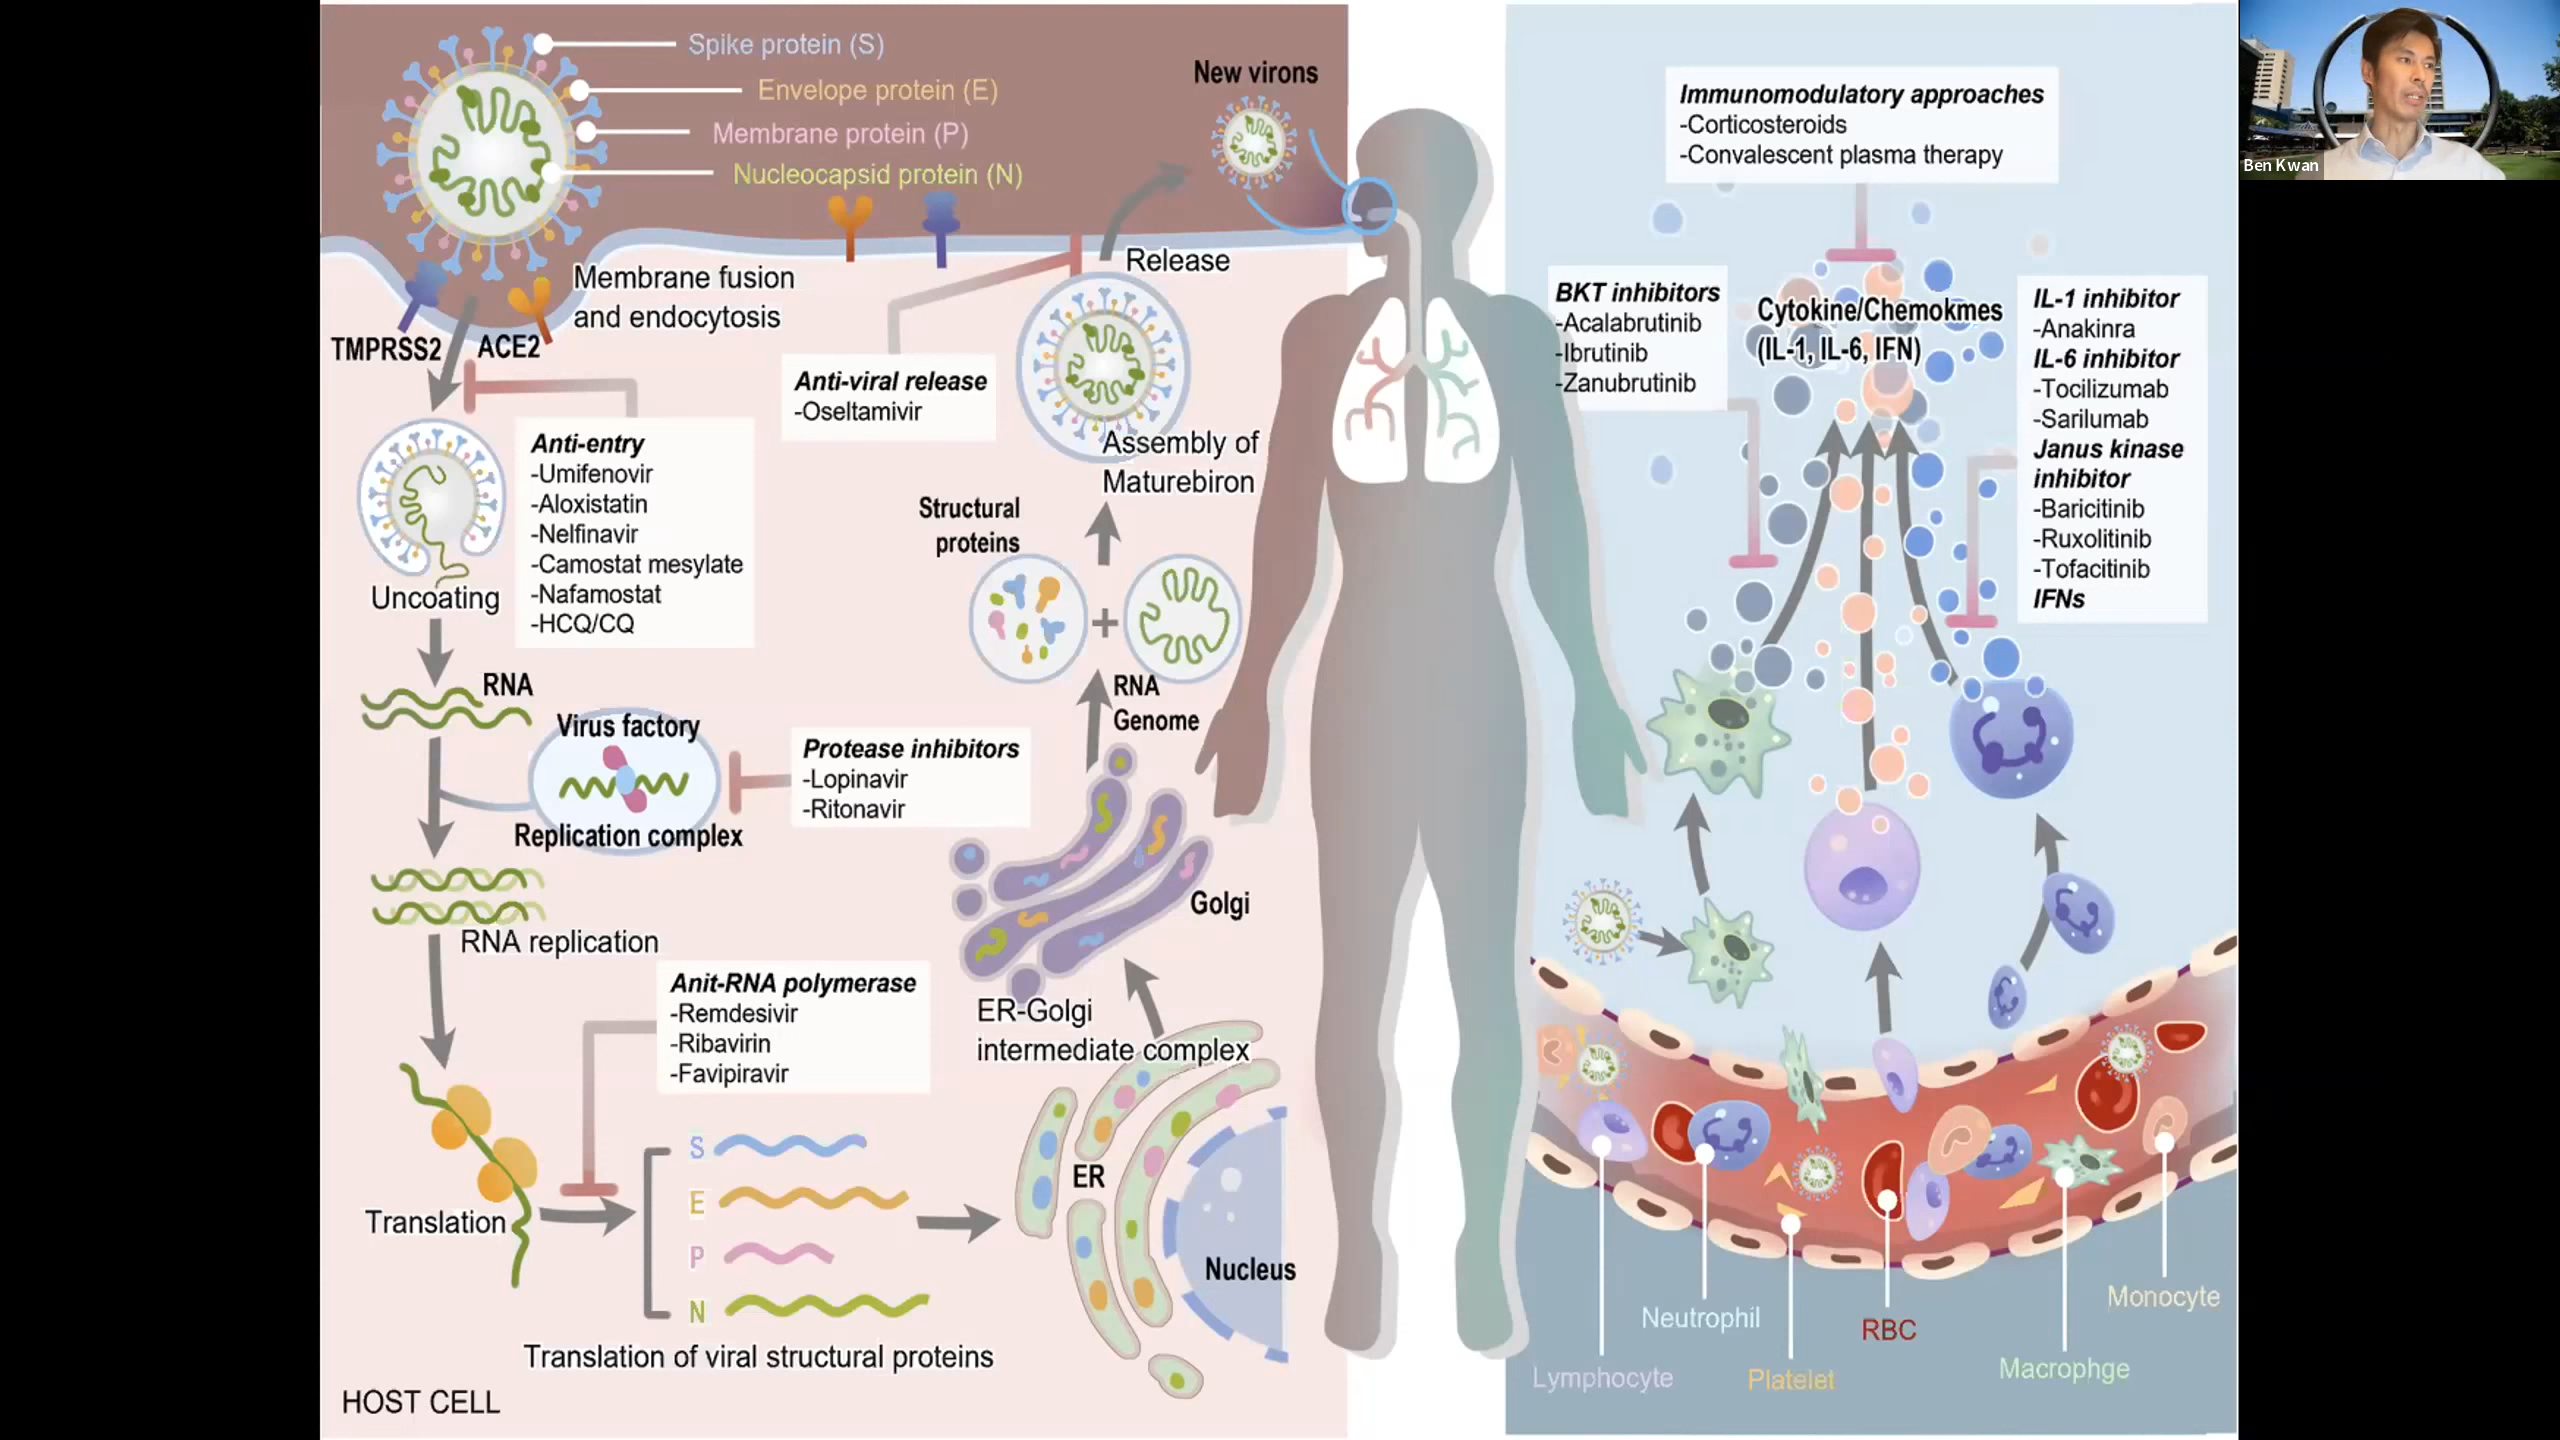 Spike protein (S)
Envelope protein (E)
Membrane protein (P)
Nucleocapsid protein (N)
New virons
Release
Membrane fusion
and endocytosis
TMPRSS2
ACE2
Anti-entry
-Umifenovir
-Aloxistatin
-Nelfinavir
-Camostat mesylate
-Nafamostat
-HCQ/CQ
Uncoating
Anti-viral release
-Oseltamivir
Assembly of
Maturebiron
Structural
proteins
+
RNA
Genome
RNA
Virus factory
Replication complex
Protease inhibitors
-Lopinavir
-Ritonavir
RNA replication
Golgi
Anit-RNA polymerase
-Remdesivir
-Ribavirin
-Favipiravir
ER-Golgi
intermediate complex
ER
Nucleus
Translation
S
E
P
N
Translation of viral structural proteins
HOST CELL
Immunomodulatory approaches
-Corticosteroids
-Convalescent plasma therapy
BKT inhibitors
-Acalabrutinib
-Ibrutinib
-Zanubrutinib
Cytokine/Chemokmes
(IL-1, IL-6, IFN)
IL-1 inhibitor
-Anakinra
IL-6 inhibitor
-Tocilizumab
-Sarilumab
Janus kinase
inhibitor
-Baricitinib
-Ruxolitinib
-Tofacitinib
IFNs
Lymphocyte
Neutrophil
Platelet
RBC
Macrophge
Monocyte
Ben Kwan